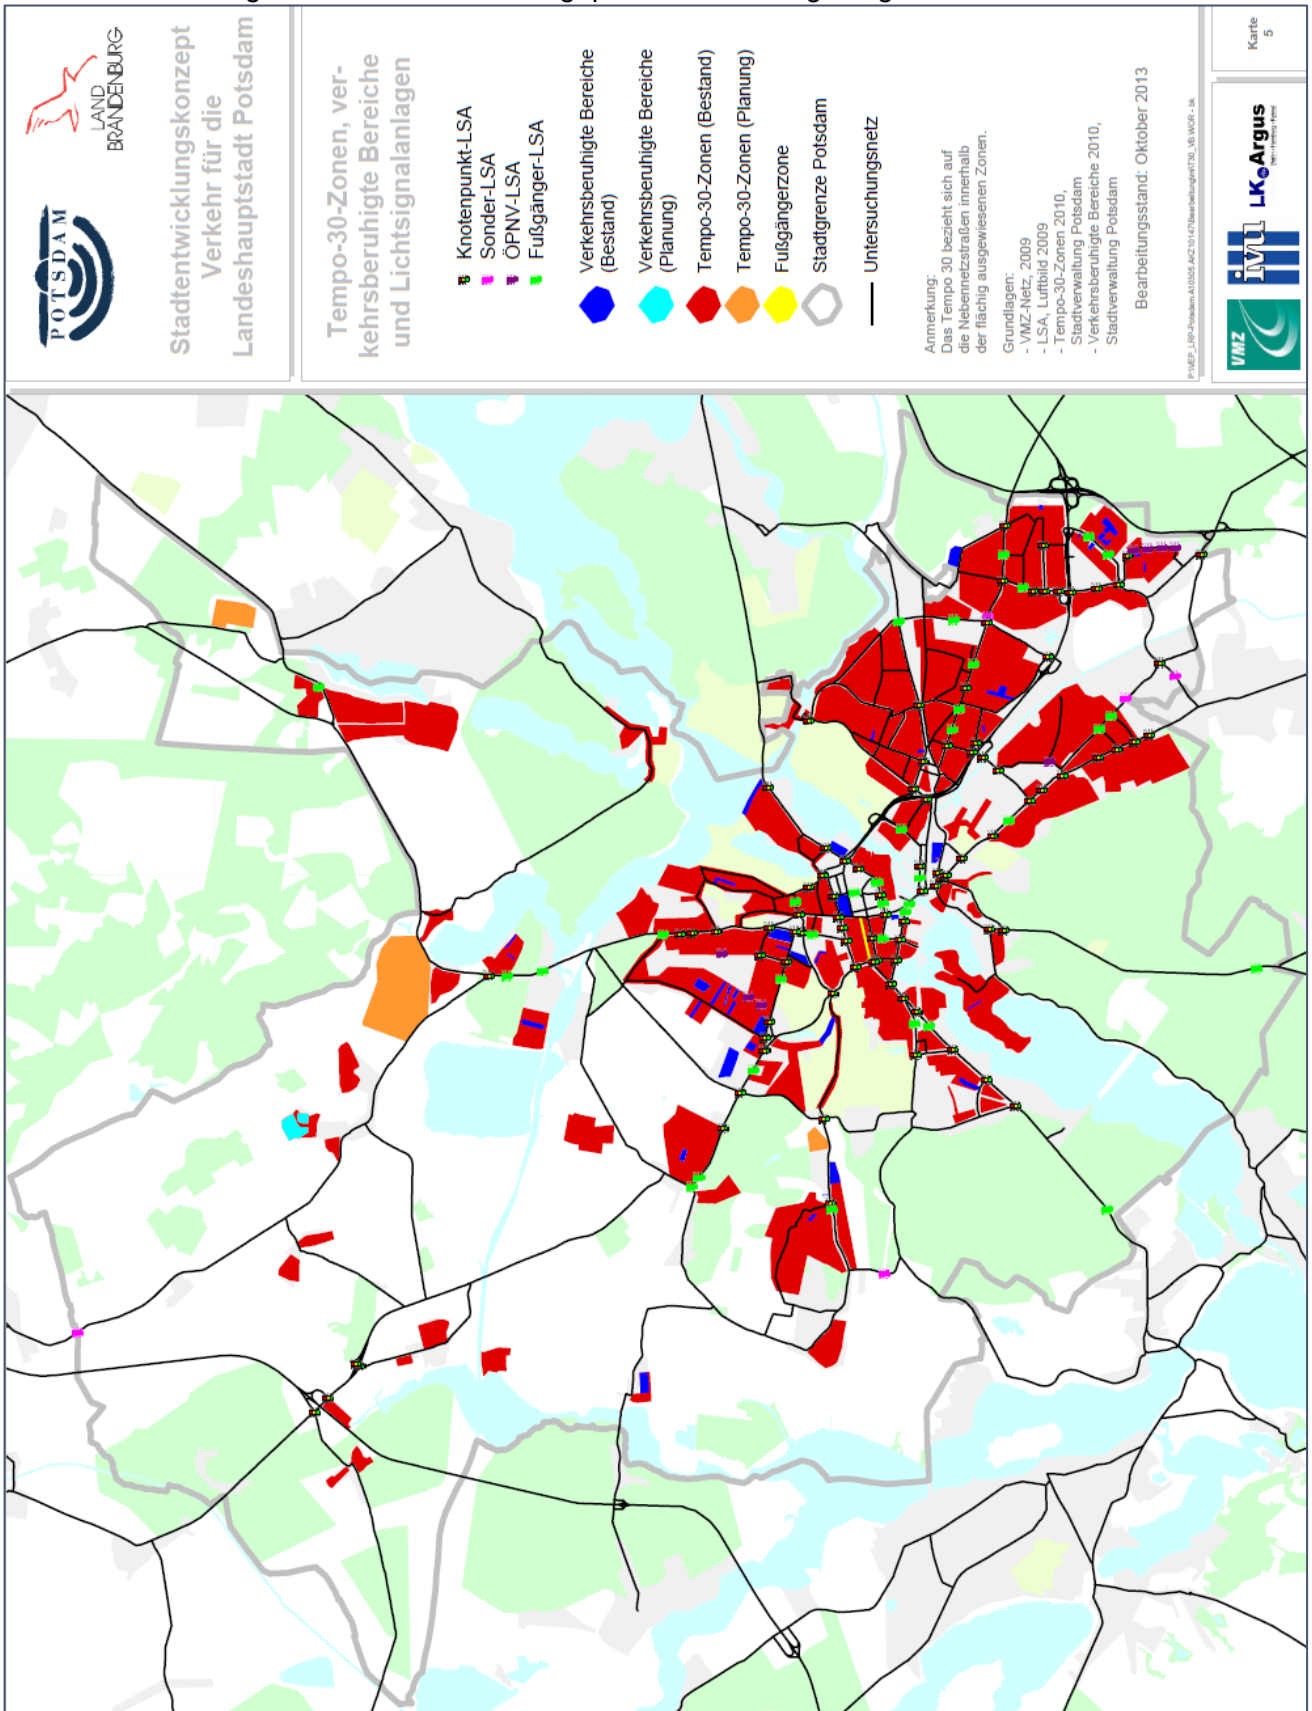 POTSDAM
LAND
BRANDENBURG
Stadtentwicklungskonzept
Verkehr für die
Landeshauptstadt Potsdam
Tempo-30-Zonen, ver-
kehrsberuhigte Bereiche
und Lichtsignalanlagen
Knotenpunkt-LSA
Sonder-LSA
ÖPNV-LSA
Fußgänger-LSA
Verkehrsberuhigte Bereiche
(Bestand)
Verkehrsberuhigte Bereiche
(Planung)
Tempo-30-Zonen (Bestand)
Tempo-30-Zonen (Planung)
Fußgängerzone
Stadtgrenze Potsdam
Untersuchungsnetz
Anmerkung:
Das Tempo 30 bezieht sich auf
die Nebennetzstraßen innerhalb
der flächig ausgewiesenen Zonen.
Grundlagen:
- VMZ-Netz, 2009
- LSA, Luftbild 2009
- Tempo-30-Zonen 2010,
Stadtverwaltung Potsdam
- Verkehrsberuhigte Bereiche 2010,
Stadtverwaltung Potsdam
Bearbeitungsstand: Oktober 2013
VMZ
ivu
LK Argus
Karte
5